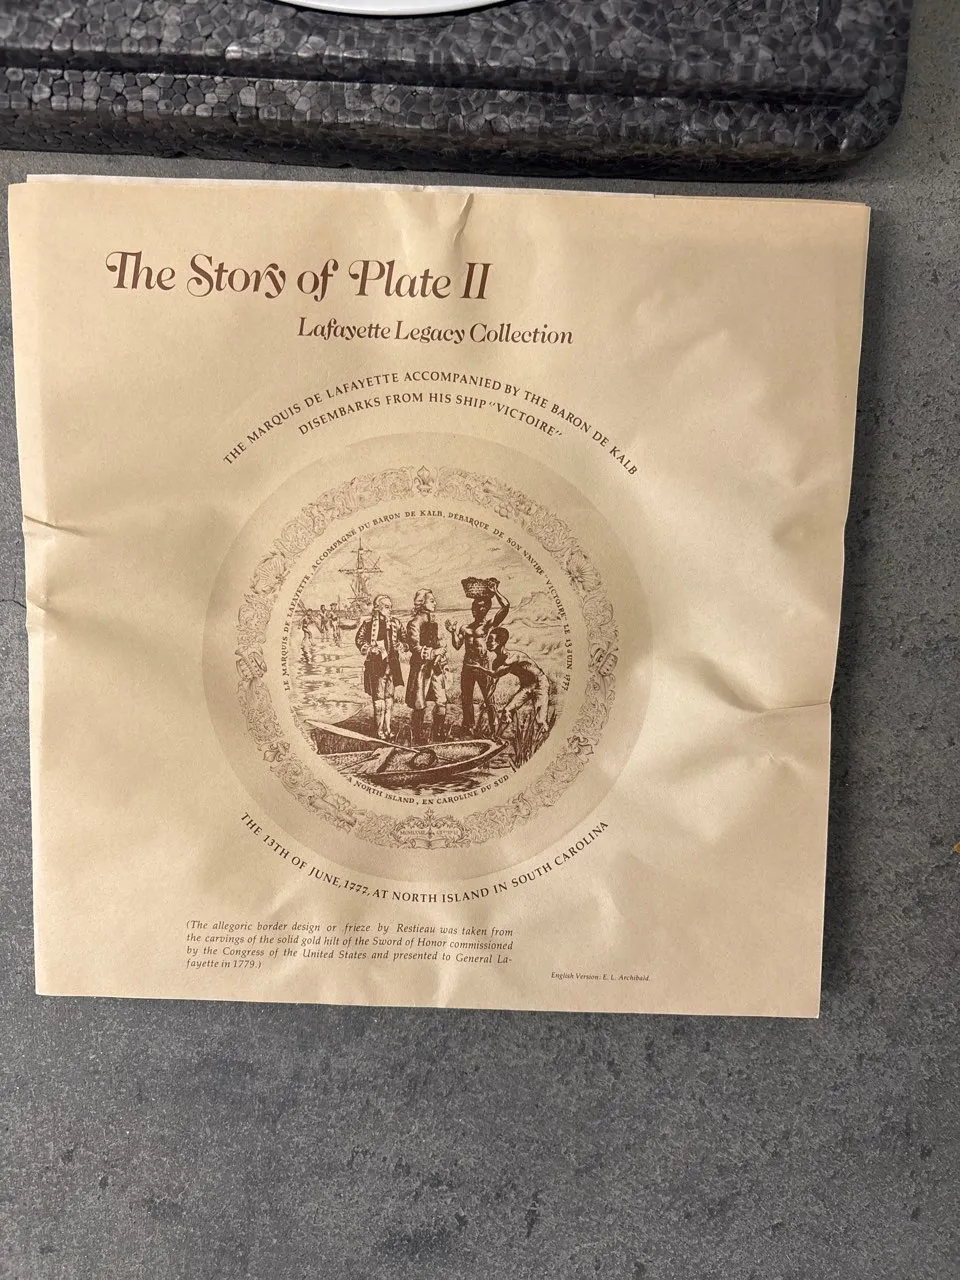 The Story of Plate II
Lafayette Legacy Collection
THE MARQUIS DE LAFAYETTE ACCOMPANIED BY THE BARON DE KALB
DISEMBARKS FROM HIS SHIP "VICTOIRE"
LE MARQUIS DE LAFAYETTE, ACCOMPAGNE DU BARON DE KALB, DEBARQUE DE SON NAVIRE "VICTOIRE, LE 13 JUIN 1777,
A NORTH ISLAND, EN CAROLINE DU SUD
THE 13TH OF JUNE, 1777, AT NORTH ISLAND IN SOUTH CAROLINA
(The allegoric border design or frieze by Restieau was taken from
the carvings of the solid gold hilt of the Sword of Honor commissioned
by the Congress of the United States and presented to General La-
fayette in 1779.)
English Version: E. L. Archibald.